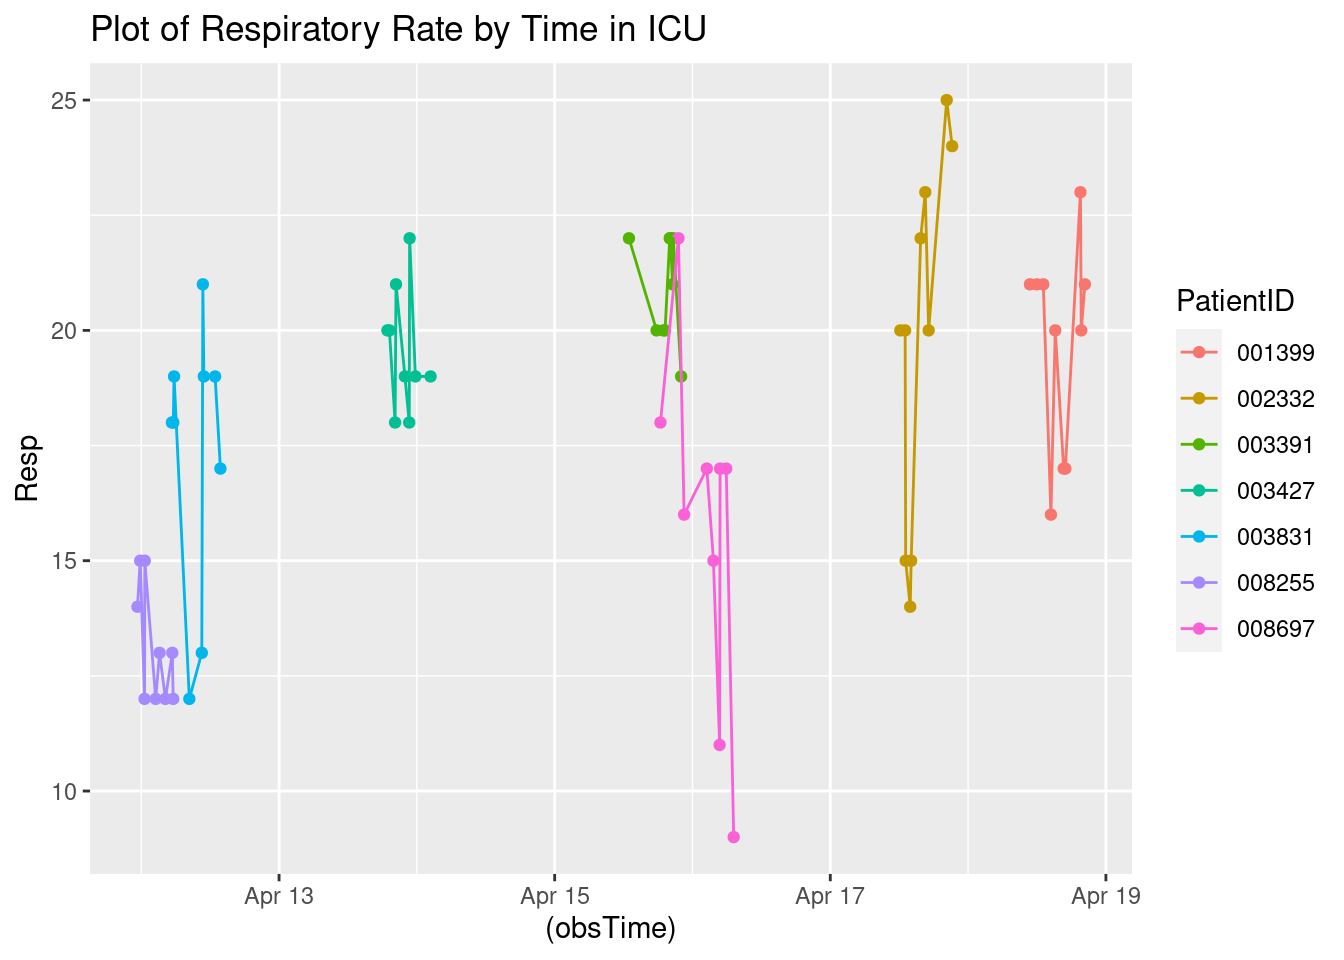 Plot of Respiratory Rate by Time in ICU
25
20
15
10
Resp
Apr 13
Apr 15
Apr 17
Apr 19
(obsTime)
PatientID
001399
002332
003391
003427
003831
008255
008697